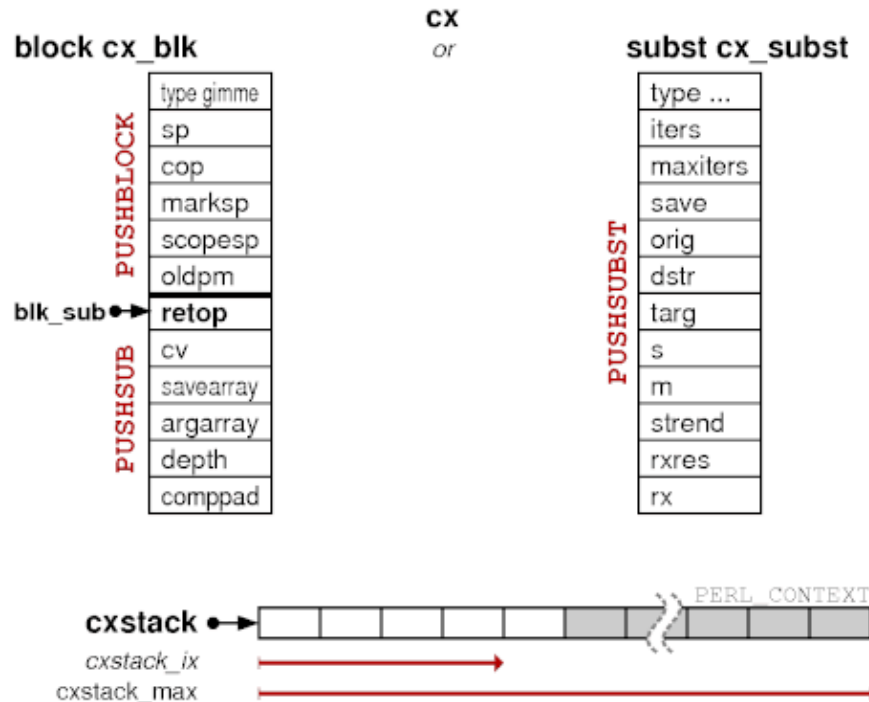 cx
or
block cx_blk
subst cx_subst
PUSHBLOCK
type gimme
sp
cop
marksp
scopesp
oldpm
blk_sub
retop
PUSHSUB
cv
savearray
argarray
depth
comppad
PUSHSUBST
type ...
iters
maxiters
save
orig
dstr
targ
s
m
strend
rxres
rx
PERL_CONTEXT
cxstack
cxstack_ix
cxstack_max